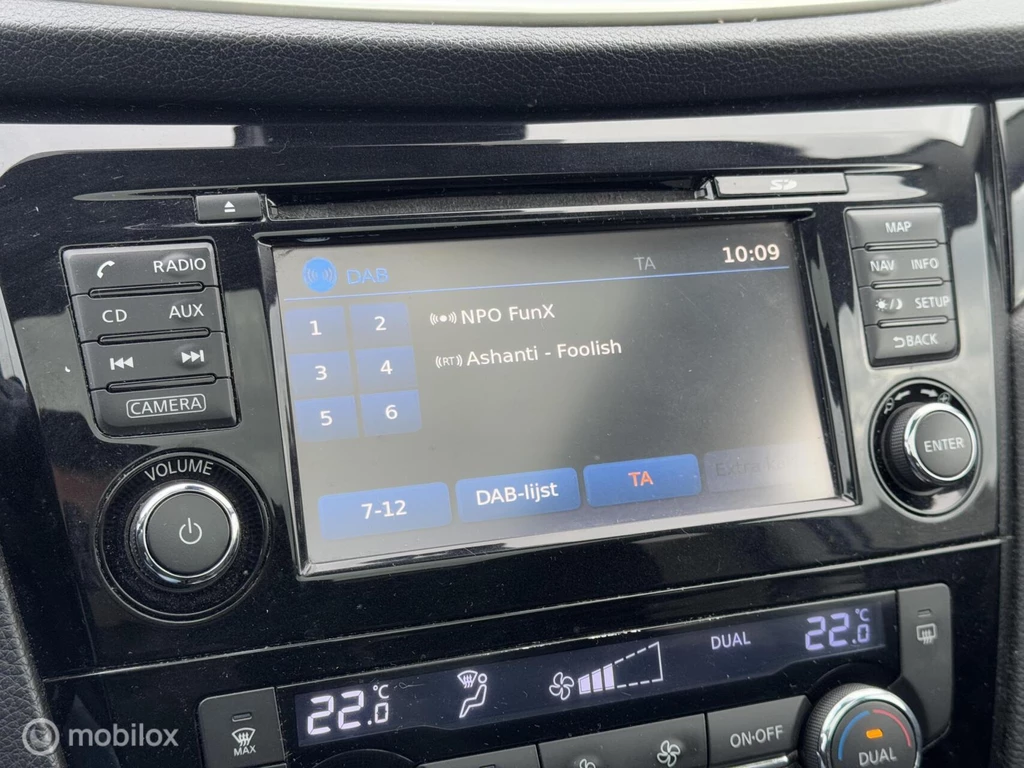 SD
MAP
RADIO
NAV INFO
CD AUX
SETUP
BACK
CAMERA
DAB TA 10:09
1 2
3 4
5 6
NPO FunX
RT Ashanti - Foolish
7-12 DAB-lijst TA
VOLUME
ENTER
22.0 °C
DUAL
22.0 °C
MAX
ON·OFF
DUAL
mobilox